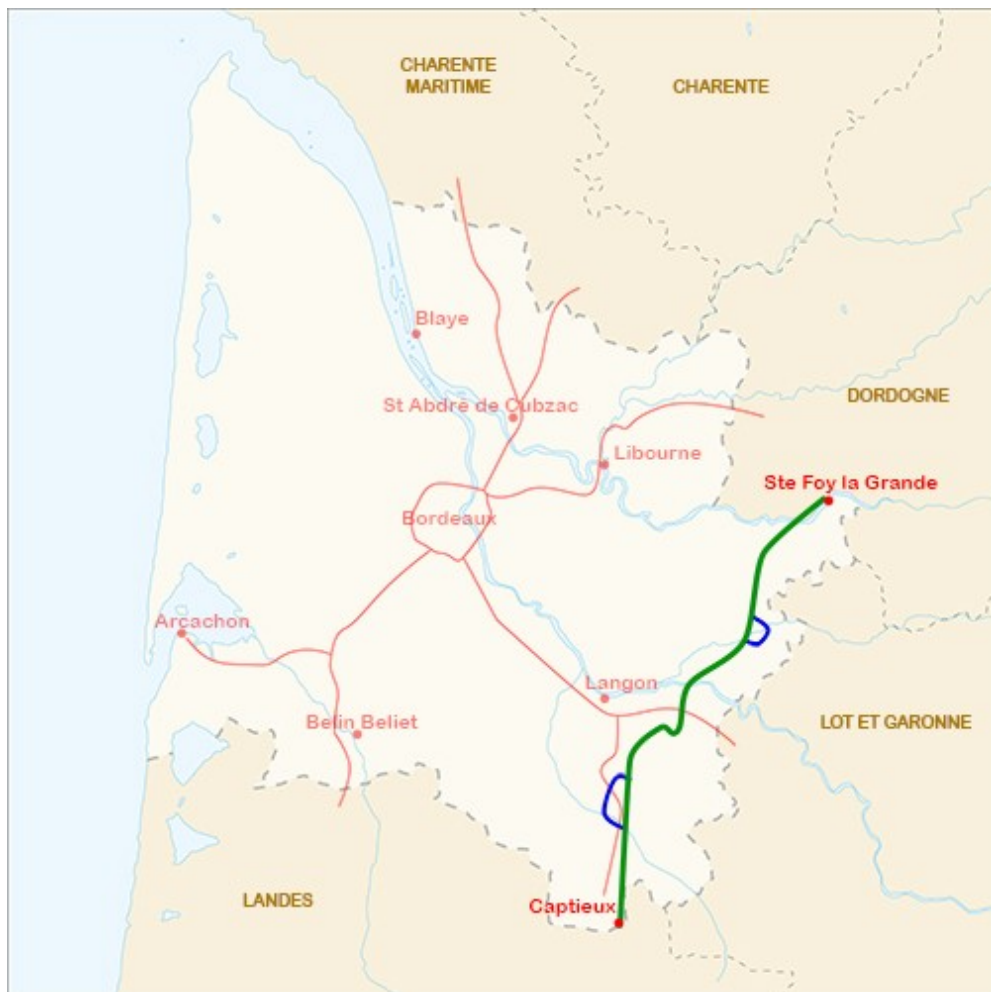 CHARENTE
MARITIME
CHARENTE
Blaye
DORDOGNE
St Abdrè de Cubzac
Libourne
Ste Foy la Grande
Bordeaux
Arcachon
Langon
Belin Beliet
LOT ET GARONNE
LANDES
Captieux